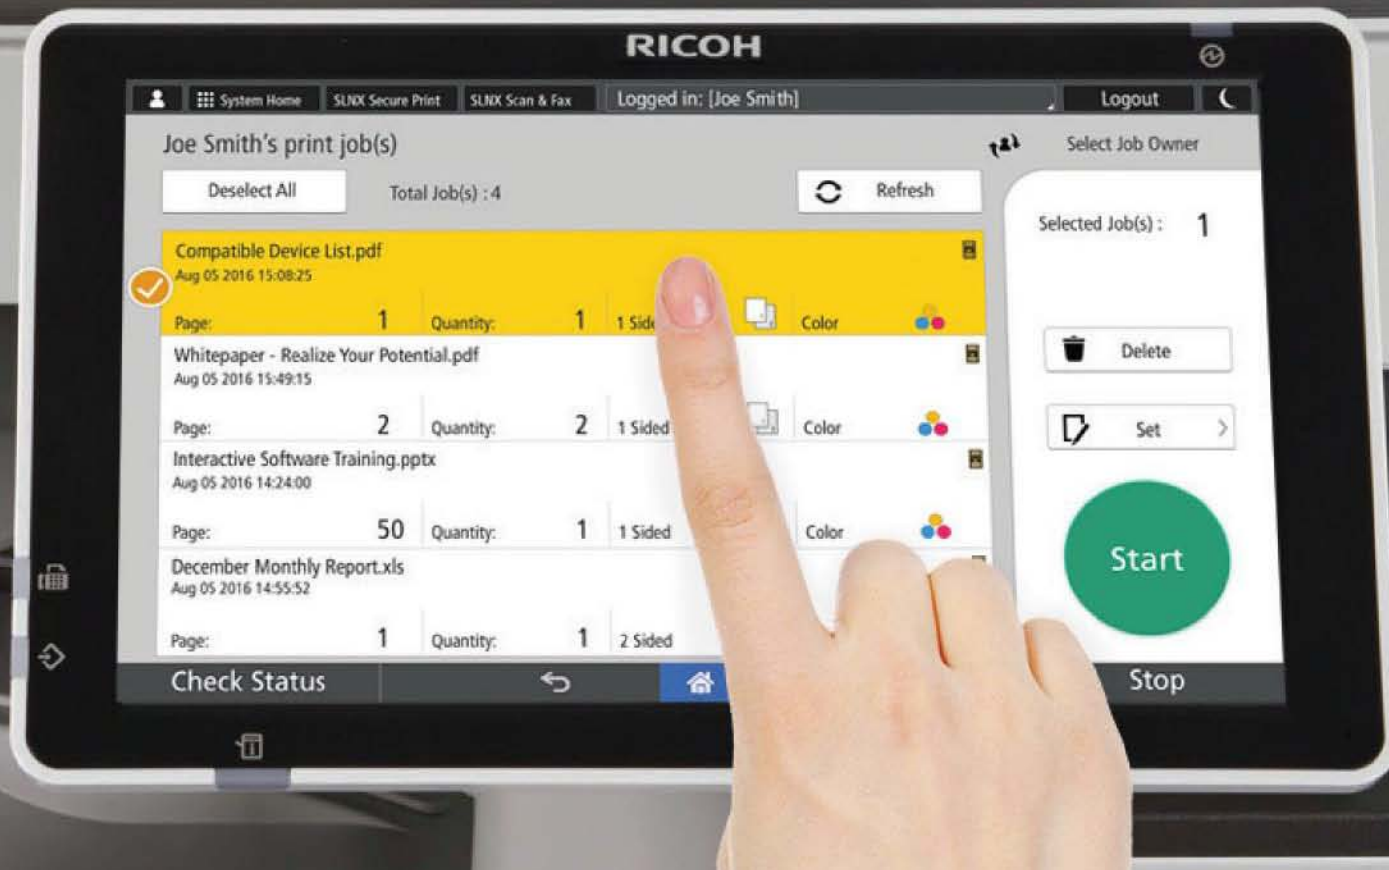 RICOH
System Home SLNX Secure Print SLNX Scan & Fax Logged in: [Joe Smith] Logout
Joe Smith's print job(s) Select Job Owner
Deselect All Total Job(s) : 4 Refresh
Selected Job(s) : 1
Compatible Device List.pdf
Aug 05 2016 15:08:25
Page: 1 Quantity: 1 1 Side Color
Whitepaper - Realize Your Potential.pdf
Aug 05 2016 15:49:15
Page: 2 Quantity: 2 1 Sided Color
Interactive Software Training.pptx
Aug 05 2016 14:24:00
Page: 50 Quantity: 1 1 Sided Color
December Monthly Report.xls
Aug 05 2016 14:55:52
Page: 1 Quantity: 1 2 Sided
Delete
Set
Start
Check Status Stop